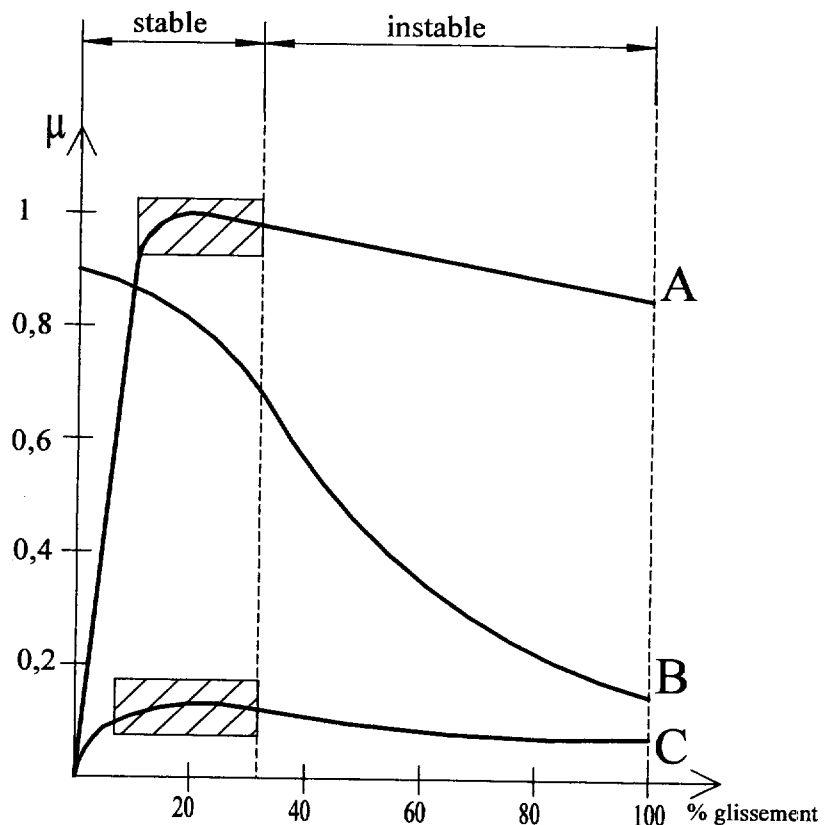 stable
instable
μ
1
0,8
0,6
0,4
0,2
A
B
C
20 40 60 80 100 % glissement